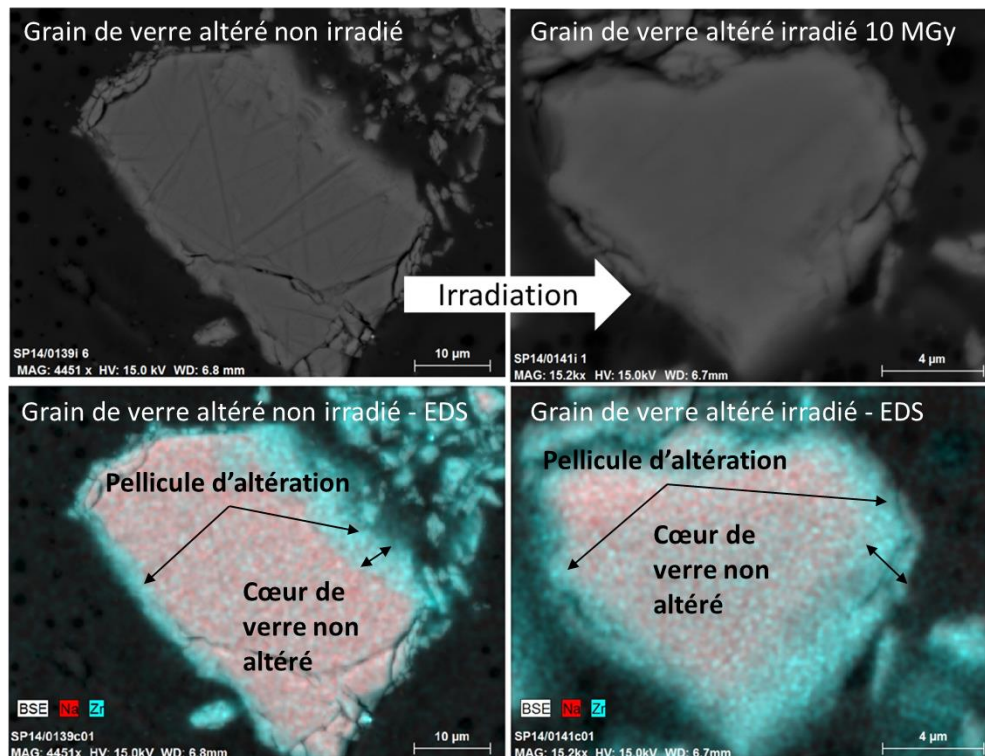 Grain de verre altéré non irradié
Grain de verre altéré irradié 10 MGy
Irradiation
SP14/0139i 6
MAG: 4451 x HV: 15.0 kV WD: 6.8 mm
10 µm
SP14/0141i 1
MAG: 15.2kx HV: 15.0kV WD: 6.7mm
4 µm
Grain de verre altéré non irradié - EDS
Pellicule d’altération
Cœur de
verre non
altéré
BSE Na Zr
SP14/0139c01
MAG: 4451x HV: 15.0kV WD: 6.8mm
10 µm
Grain de verre altéré irradié - EDS
Pellicule d’altération
Cœur de
verre non
altéré
BSE Na Zr
SP14/0141c01
MAG: 15.2kx HV: 15.0kV WD: 6.7mm
4 µm